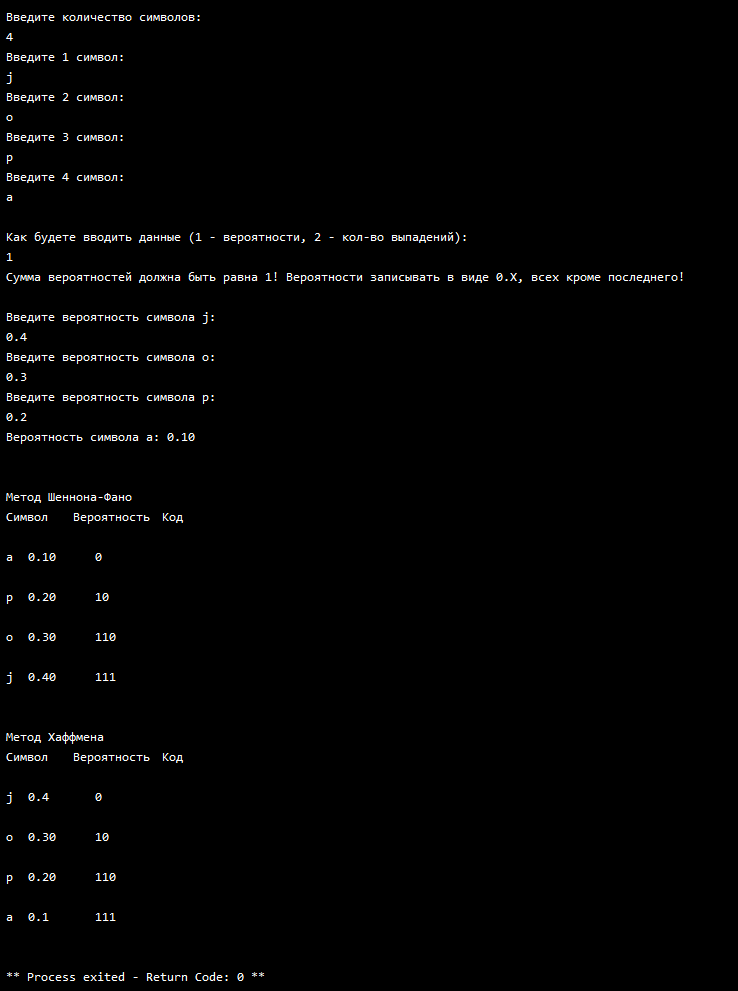 Введите количество символов:
4
Введите 1 символ:
j
Введите 2 символ:
o
Введите 3 символ:
p
Введите 4 символ:
a
Как будете вводить данные (1 - вероятности, 2 - кол-во выпадений):
1
Сумма вероятностей должна быть равна 1! Вероятности записывать в виде 0.X, всех кроме последнего!
Введите вероятность символа j:
0.4
Введите вероятность символа o:
0.3
Введите вероятность символа p:
0.2
Вероятность символа a: 0.10
Метод Шеннона-Фано
Символ Вероятность Код
a 0.10 0
p 0.20 10
o 0.30 110
j 0.40 111
Метод Хаффмена
Символ Вероятность Код
j 0.4 0
o 0.30 10
p 0.20 110
a 0.1 111
** Process exited - Return Code: 0 **